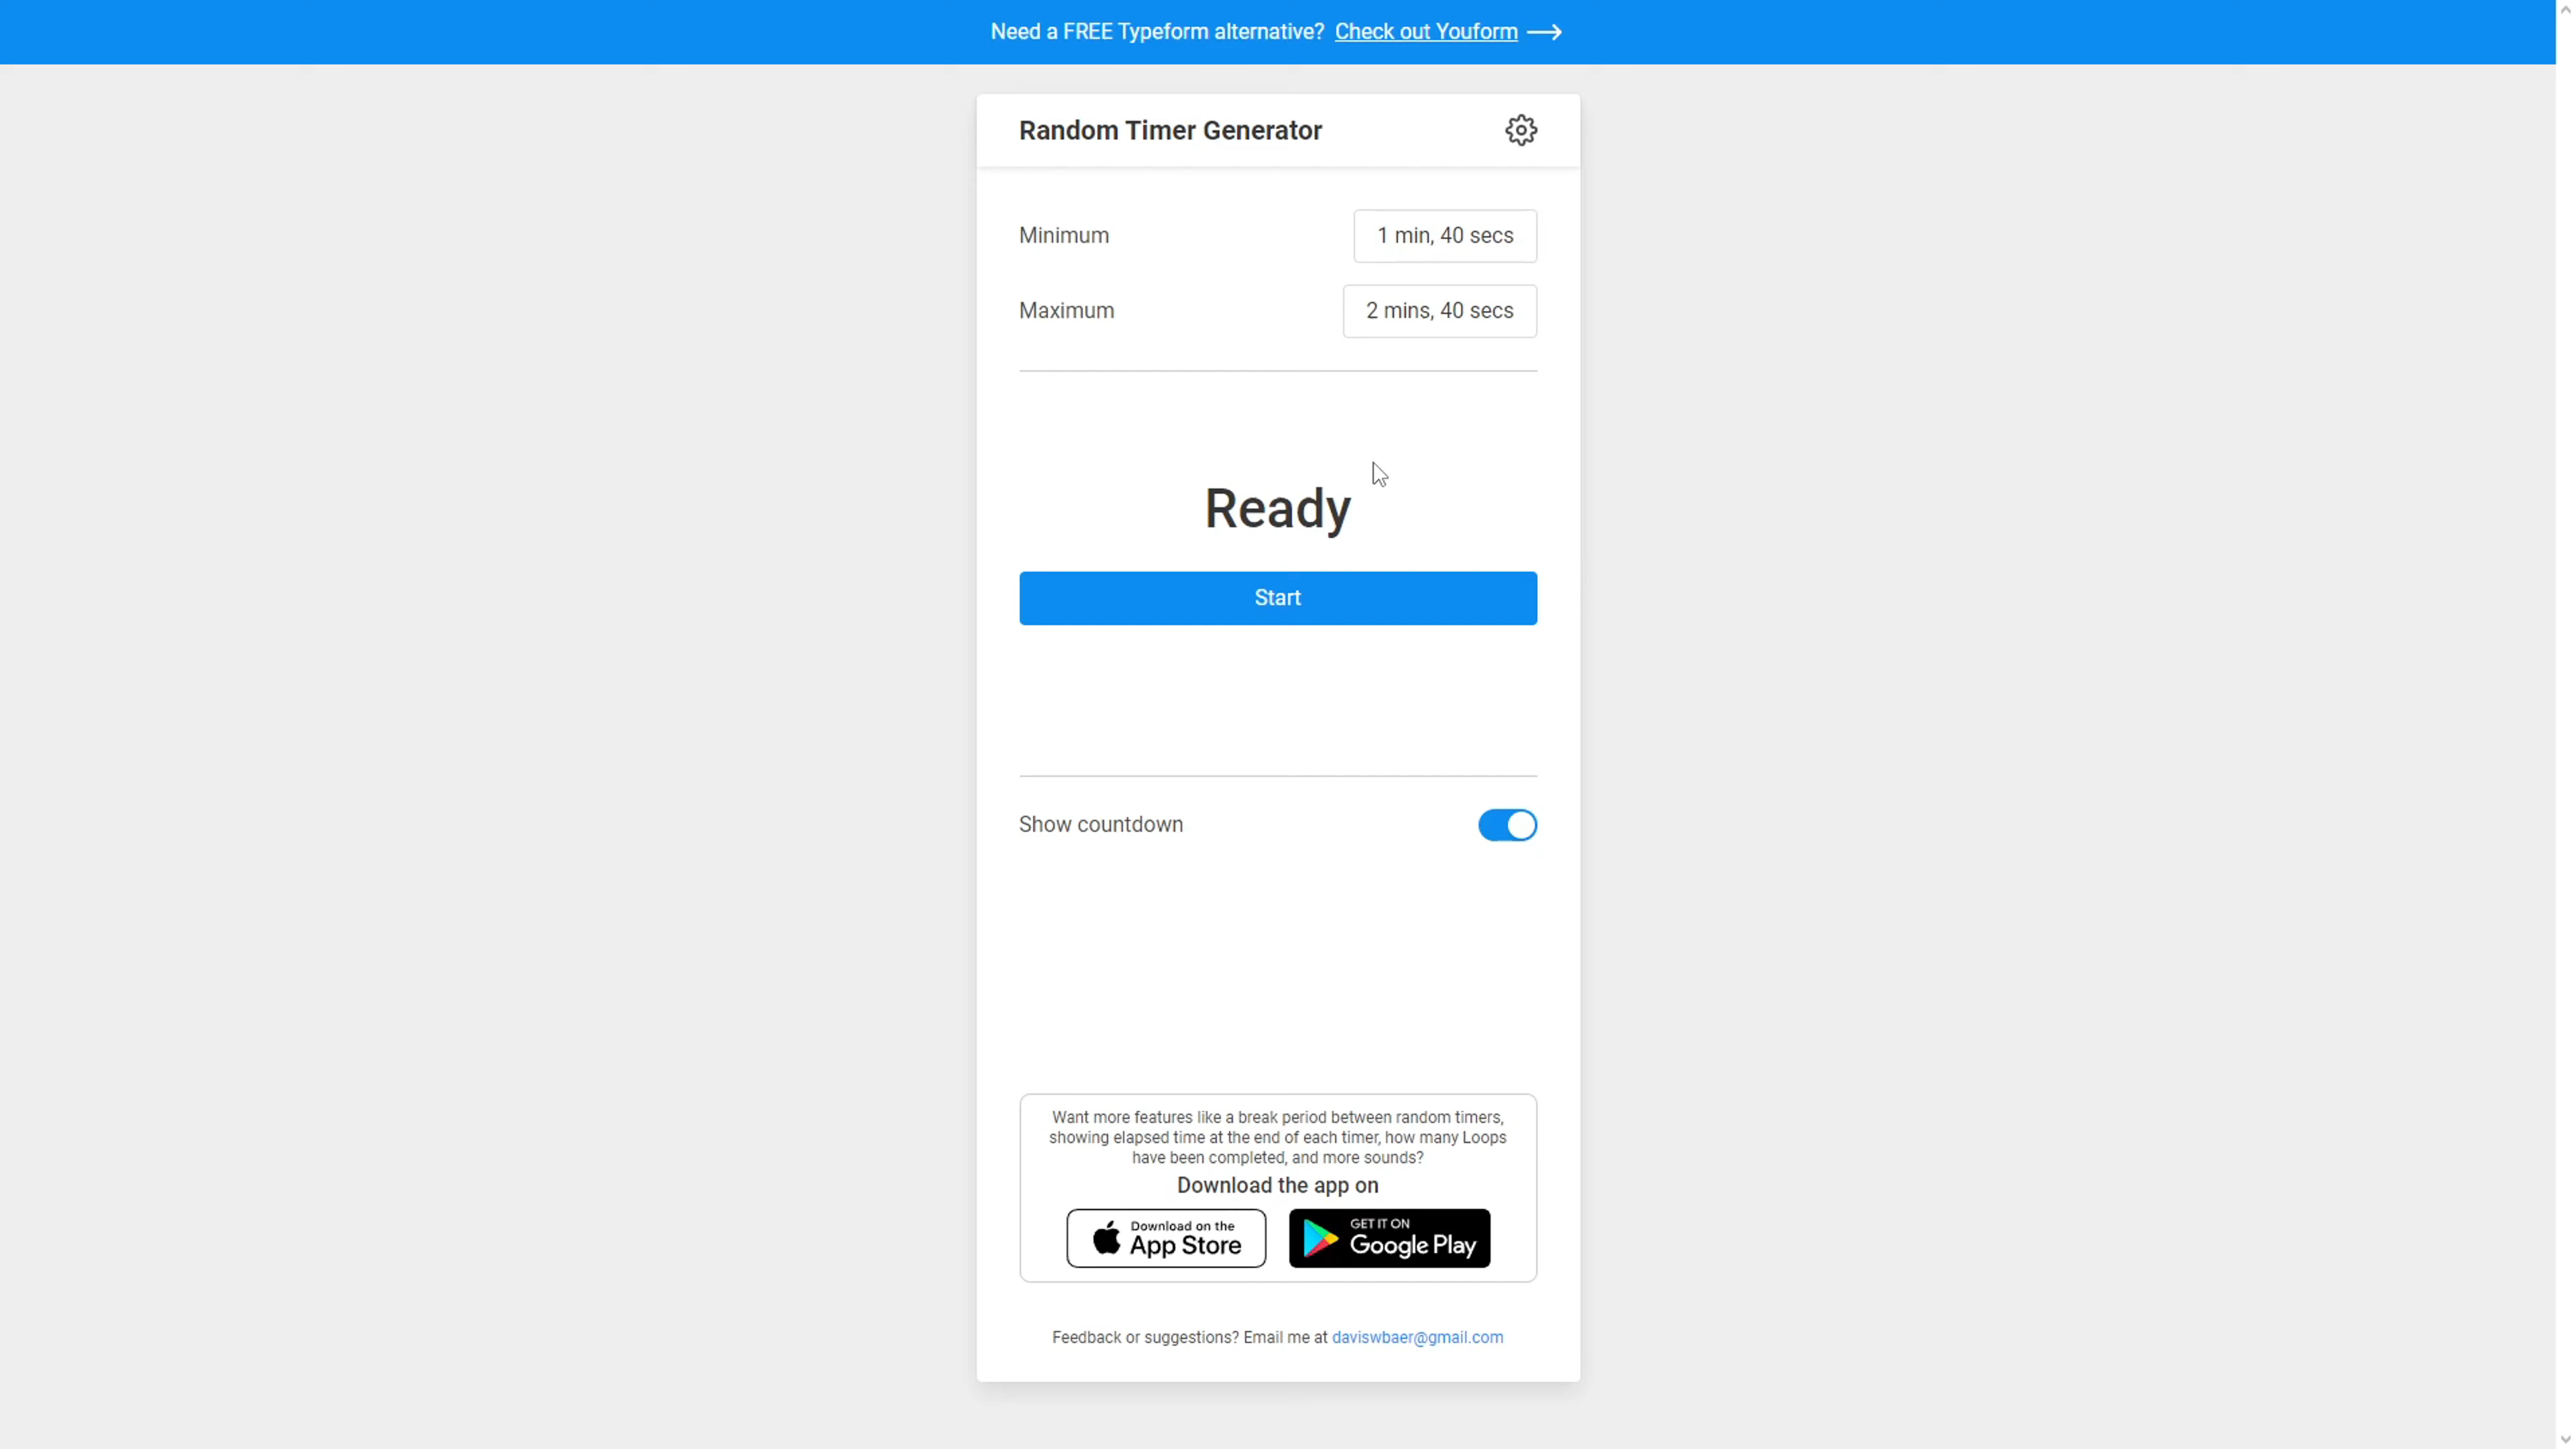 Need a FREE Typeform alternative? Check out Youform
Random Timer Generator
Minimum
1 min, 40 secs
Maximum
2 mins, 40 secs
Ready
Start
Show countdown
Want more features like a break period between random timers,
showing elapsed time at the end of each timer, how many Loops
have been completed, and more sounds?
Download the app on
Download on the
App Store
GET IT ON
Google Play
Feedback or suggestions? Email me at daviswbaer@gmail.com